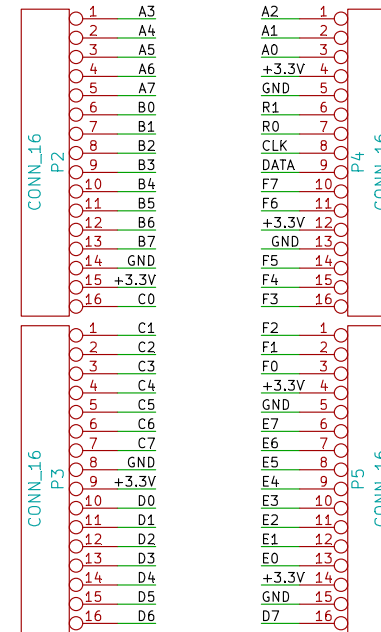 1 A3
2 A4
3 A5
4 A6
5 A7
6 B0
7 B1
8 B2
9 B3
10 B4
11 B5
12 B6
13 B7
14 GND
15 +3.3V
16 C0
CONN_16
P2
A2 1
A1 2
A0 3
+3.3V 4
GND 5
R1 6
R0 7
CLK 8
DATA 9
F7 10
F6 11
+3.3V 12
GND 13
F5 14
F4 15
F3 16
P4
CONN_16
1 C1
2 C2
3 C3
4 C4
5 C5
6 C6
7 C7
8 GND
9 +3.3V
10 D0
11 D1
12 D2
13 D3
14 D4
15 D5
16 D6
CONN_16
P3
F2 1
F1 2
F0 3
+3.3V 4
GND 5
E7 6
E6 7
E5 8
E4 9
E3 10
E2 11
E1 12
E0 13
+3.3V 14
GND 15
D7 16
P5
CONN_16